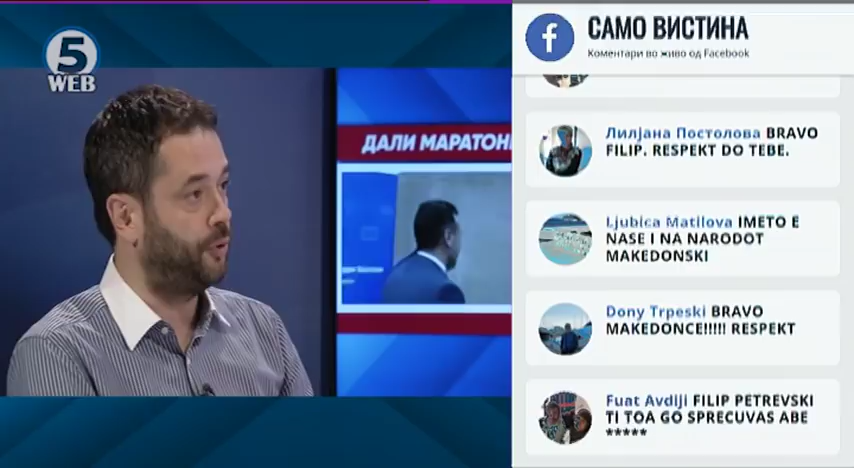 5
WEB
ДАЛИ МАРАТОН
f САМО ВИСТИНА
Коментари во живо од Facebook
Лилјана Постолова BRAVO
FILIP. RESPEKT DO TEBE.
Ljubica Matilova IMETO E
NASE I NA NARODOT
MAKEDONSKI
Dony Trpeski BRAVO
MAKEDONCE!!!!! RESPEKT
Fuat Avdiji FILIP PETREVSKI
TI TOA GO SPRECUVAS ABE
*****